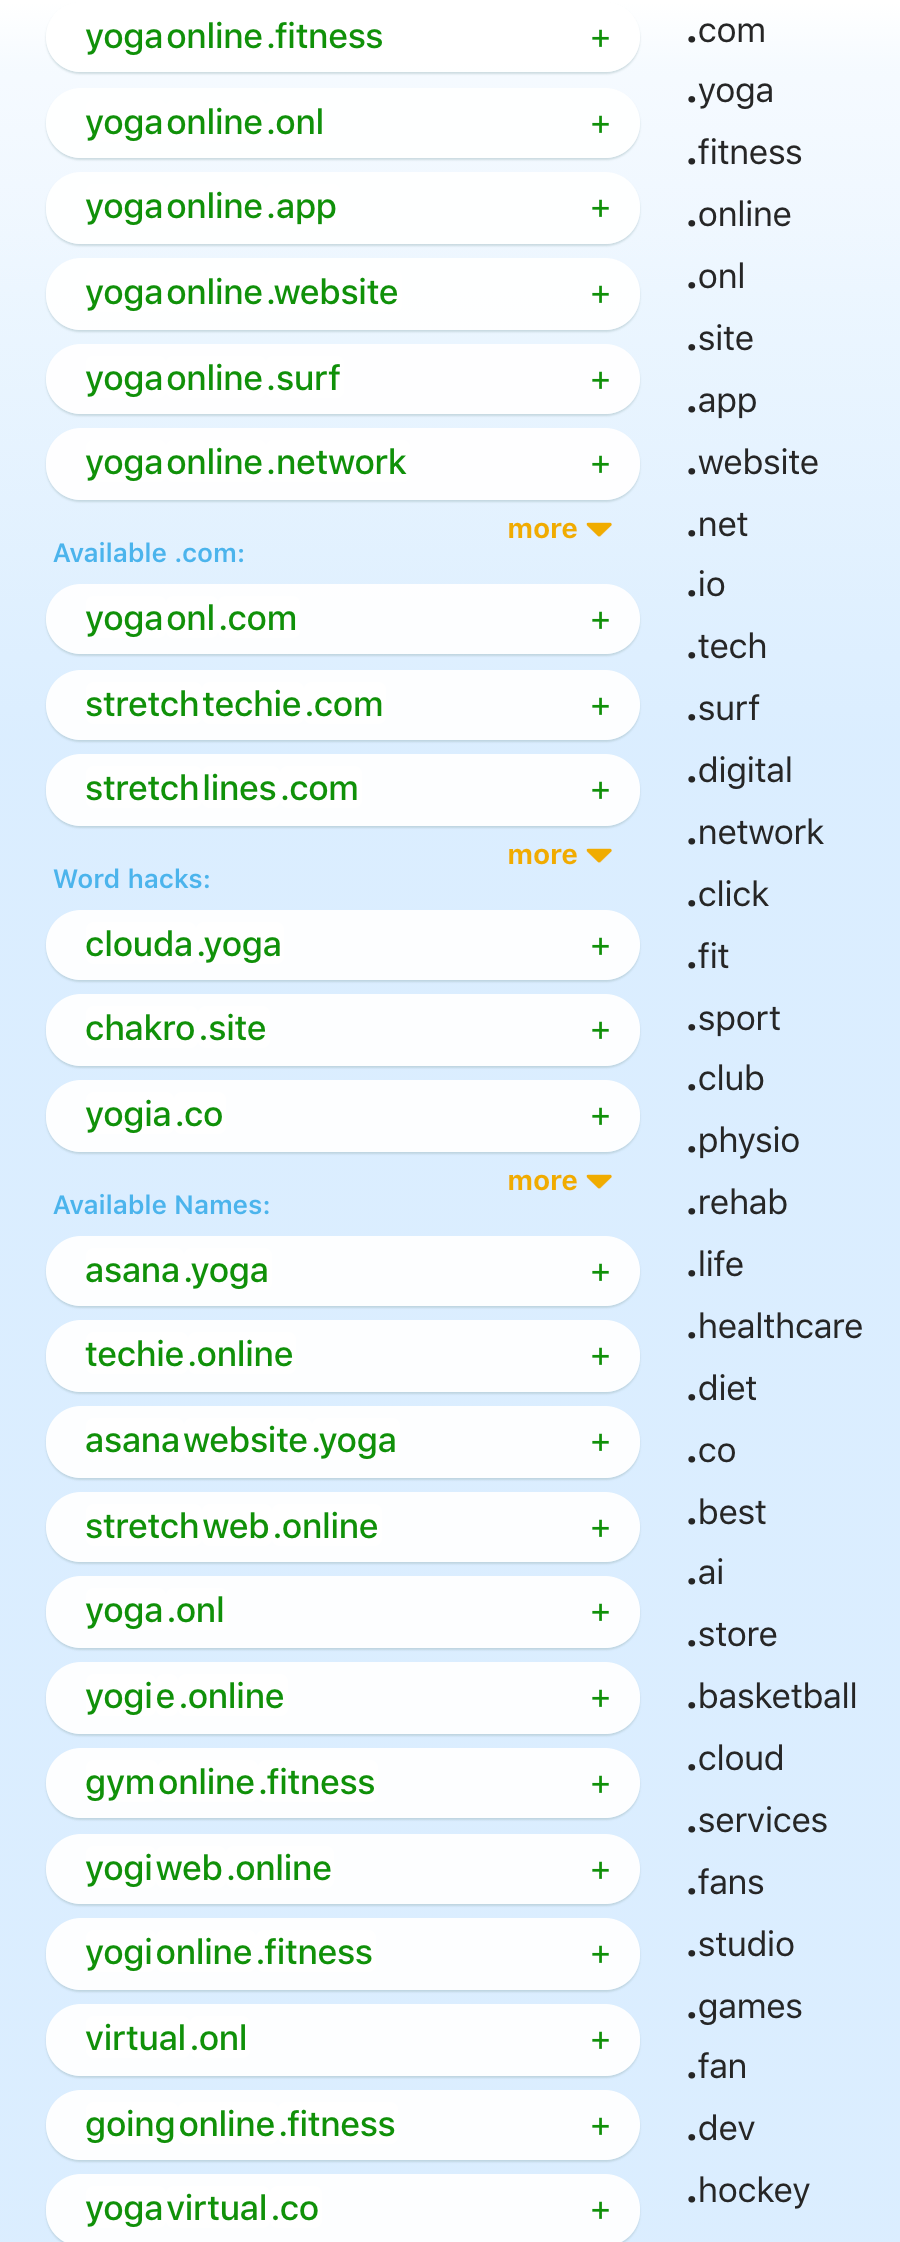 yogaonline.fitness +
yogaonline.onl +
yogaonline.app +
yogaonline.website +
yogaonline.surf +
yogaonline.network +
more
Available .com:
yogaonl.com +
stretchtechie.com +
stretchlines.com +
more
Word hacks:
clouda.yoga +
chakro.site +
yogia.co +
more
Available Names:
asana.yoga +
techie.online +
asanawebsite.yoga +
stretchweb.online +
yoga.onl +
yogie.online +
gymonline.fitness +
yogiweb.online +
yogionline.fitness +
virtual.onl +
goingonline.fitness +
yogavirtual.co +
.com
.yoga
.fitness
.online
.onl
.site
.app
.website
.net
.io
.tech
.surf
.digital
.network
.click
.fit
.sport
.club
.physio
.rehab
.life
.healthcare
.diet
.co
.best
.ai
.store
.basketball
.cloud
.services
.fans
.studio
.games
.fan
.dev
.hockey